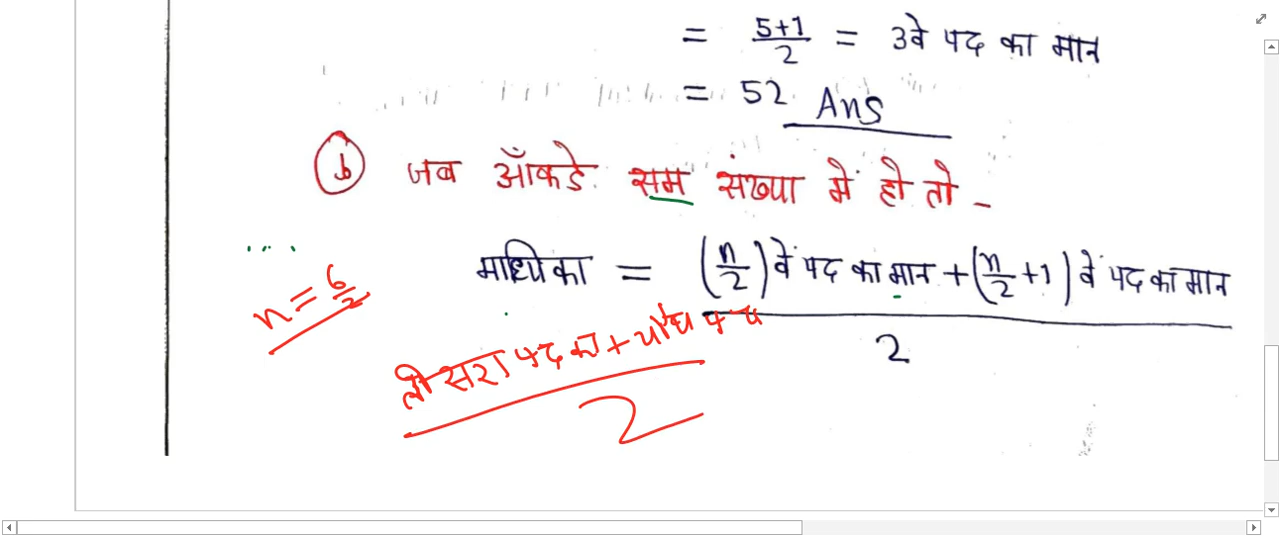 = 5+1/2 = 3वे पद का मान
= 52 Ans
(b) जब आँकडे सम संख्या में हो तो -
माध्यिका = (n/2)वें पद का मान + (n/2 + 1) वें पद का मान / 2
n = 6/2
तीसरा पद का + / 2